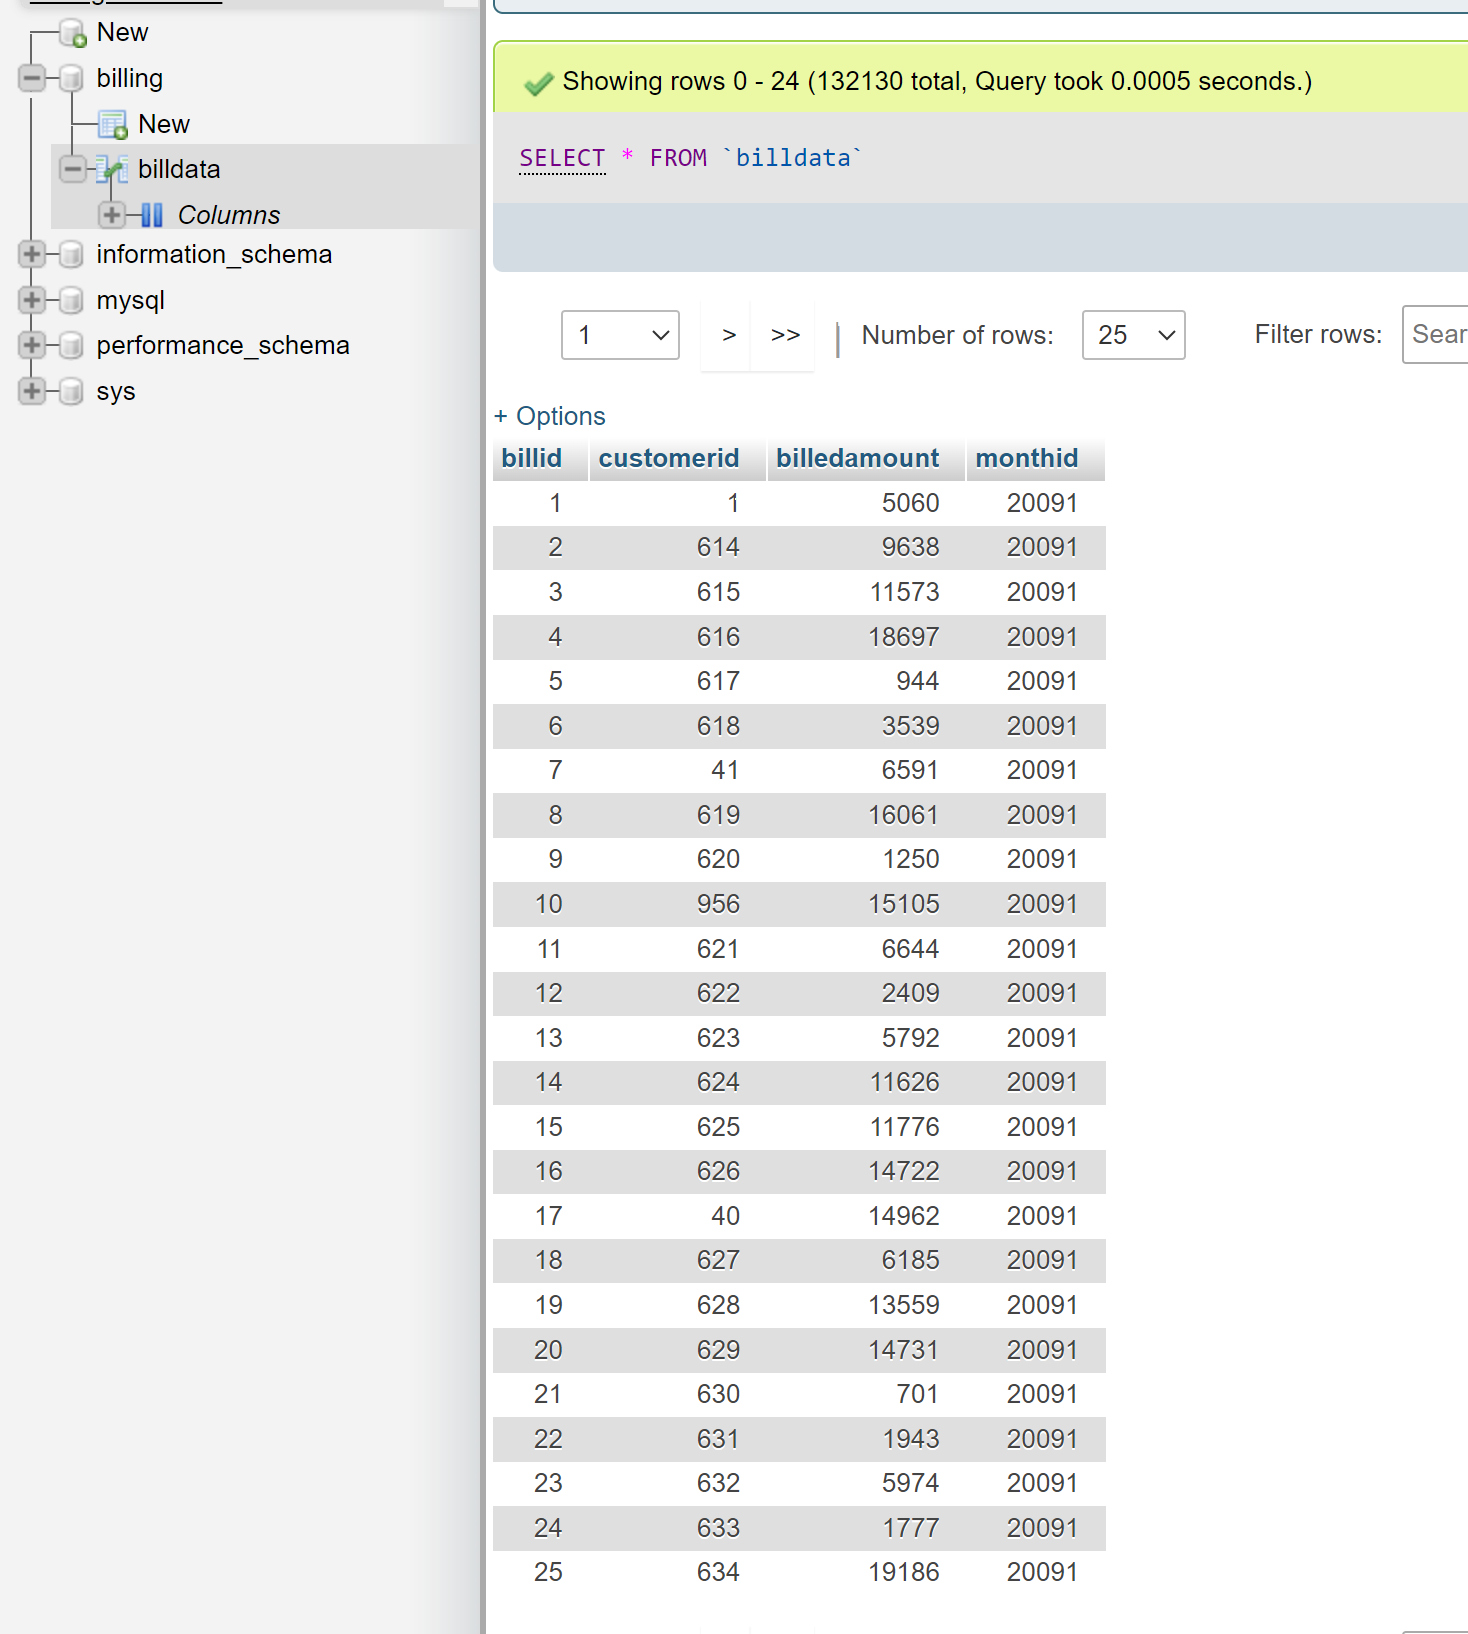 New
billing
New
billdata
Columns
information_schema
mysql
performance_schema
sys
Showing rows 0 - 24 (132130 total, Query took 0.0005 seconds.)
SELECT * FROM `billdata`
1 > >> | Number of rows: 25 Filter rows: Sear
+ Options
billid customerid billedamount monthid
1 1 5060 20091
2 614 9638 20091
3 615 11573 20091
4 616 18697 20091
5 617 944 20091
6 618 3539 20091
7 41 6591 20091
8 619 16061 20091
9 620 1250 20091
10 956 15105 20091
11 621 6644 20091
12 622 2409 20091
13 623 5792 20091
14 624 11626 20091
15 625 11776 20091
16 626 14722 20091
17 40 14962 20091
18 627 6185 20091
19 628 13559 20091
20 629 14731 20091
21 630 701 20091
22 631 1943 20091
23 632 5974 20091
24 633 1777 20091
25 634 19186 20091